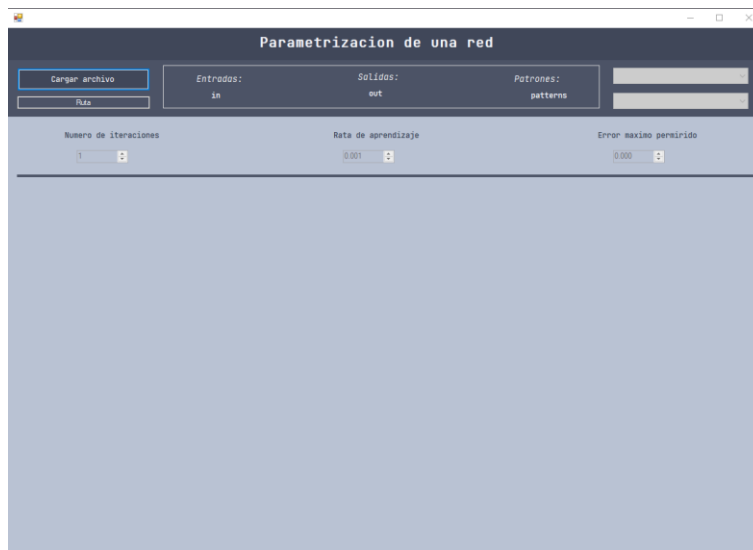 Parametrizacion de una red
Cargar archivo
Ruta
Entradas:
in
Salidas:
out
Patrones:
patterns
Numero de iteraciones
1
Rata de aprendizaje
0.001
Error maximo permirido
0.000